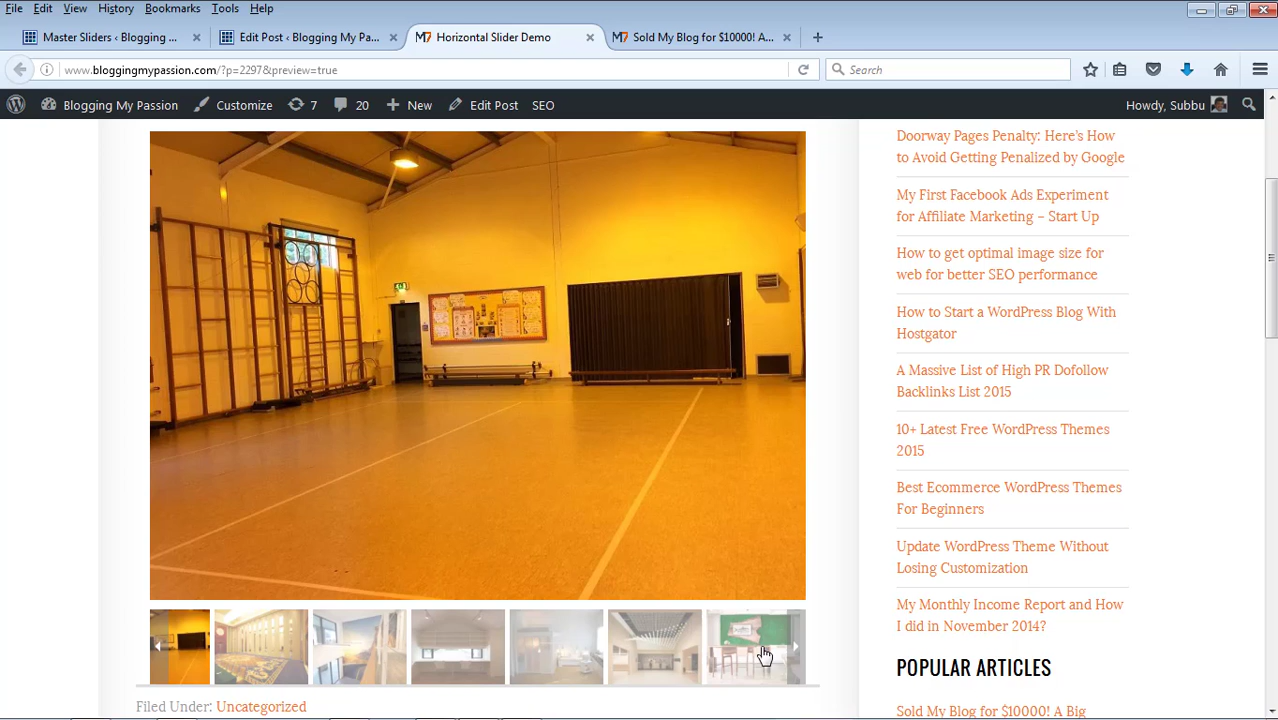 File Edit View History Bookmarks Tools Help
Master Sliders ‹ Blogging ...
Edit Post ‹ Blogging My Pa...
Horizontal Slider Demo
Sold My Blog for $10000! A...
www.bloggingmypassion.com/?p=2297&preview=true
Search
Blogging My Passion Customize 7 20 New Edit Post SEO Howdy, Subbu
Doorway Pages Penalty: Here's How
to Avoid Getting Penalized by Google
My First Facebook Ads Experiment
for Affiliate Marketing – Start Up
How to get optimal image size for
web for better SEO performance
How to Start a WordPress Blog With
Hostgator
A Massive List of High PR Dofollow
Backlinks List 2015
10+ Latest Free WordPress Themes
2015
Best Ecommerce WordPress Themes
For Beginners
Update WordPress Theme Without
Losing Customization
My Monthly Income Report and How
I did in November 2014?
POPULAR ARTICLES
Sold My Blog for $10000! A Big
Filed Under: Uncategorized